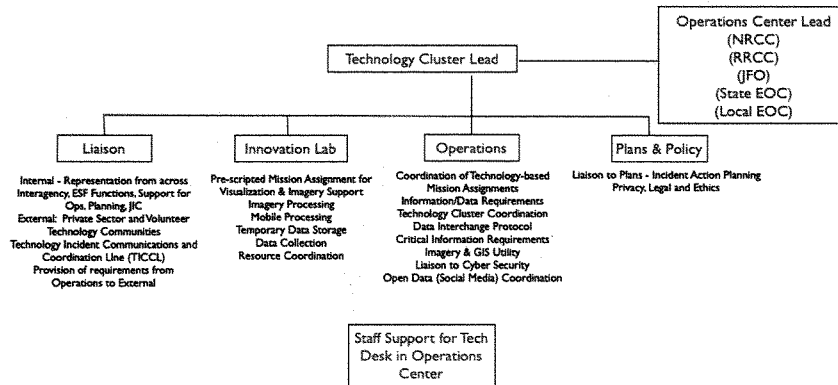 Operations Center Lead
(NRCC)
(RRCC)
(JFO)
(State EOC)
(Local EOC)
Technology Cluster Lead
Liaison
Internal - Representation from across
Interagency, ESF Functions, Support for
Ops, Planning, JIC
External: Private Sector and Volunteer
Technology Communities
Technology Incident Communications and
Coordination Line (TICCL)
Provision of requirements from
Operations to External
Innovation Lab
Pre-scripted Mission Assignment for
Visualization & Imagery Support
Imagery Processing
Mobile Processing
Temporary Data Storage
Data Collection
Resource Coordination
Operations
Coordination of Technology-based
Mission Assignments
Information/Data Requirements
Technology Cluster Coordination
Data Interchange Protocol
Critical Information Requirements
Imagery & GIS Utility
Liaison to Cyber Security
Open Data (Social Media) Coordination
Plans & Policy
Liaison to Plans - Incident Action Planning
Privacy, Legal and Ethics
Staff Support for Tech
Desk in Operations
Center